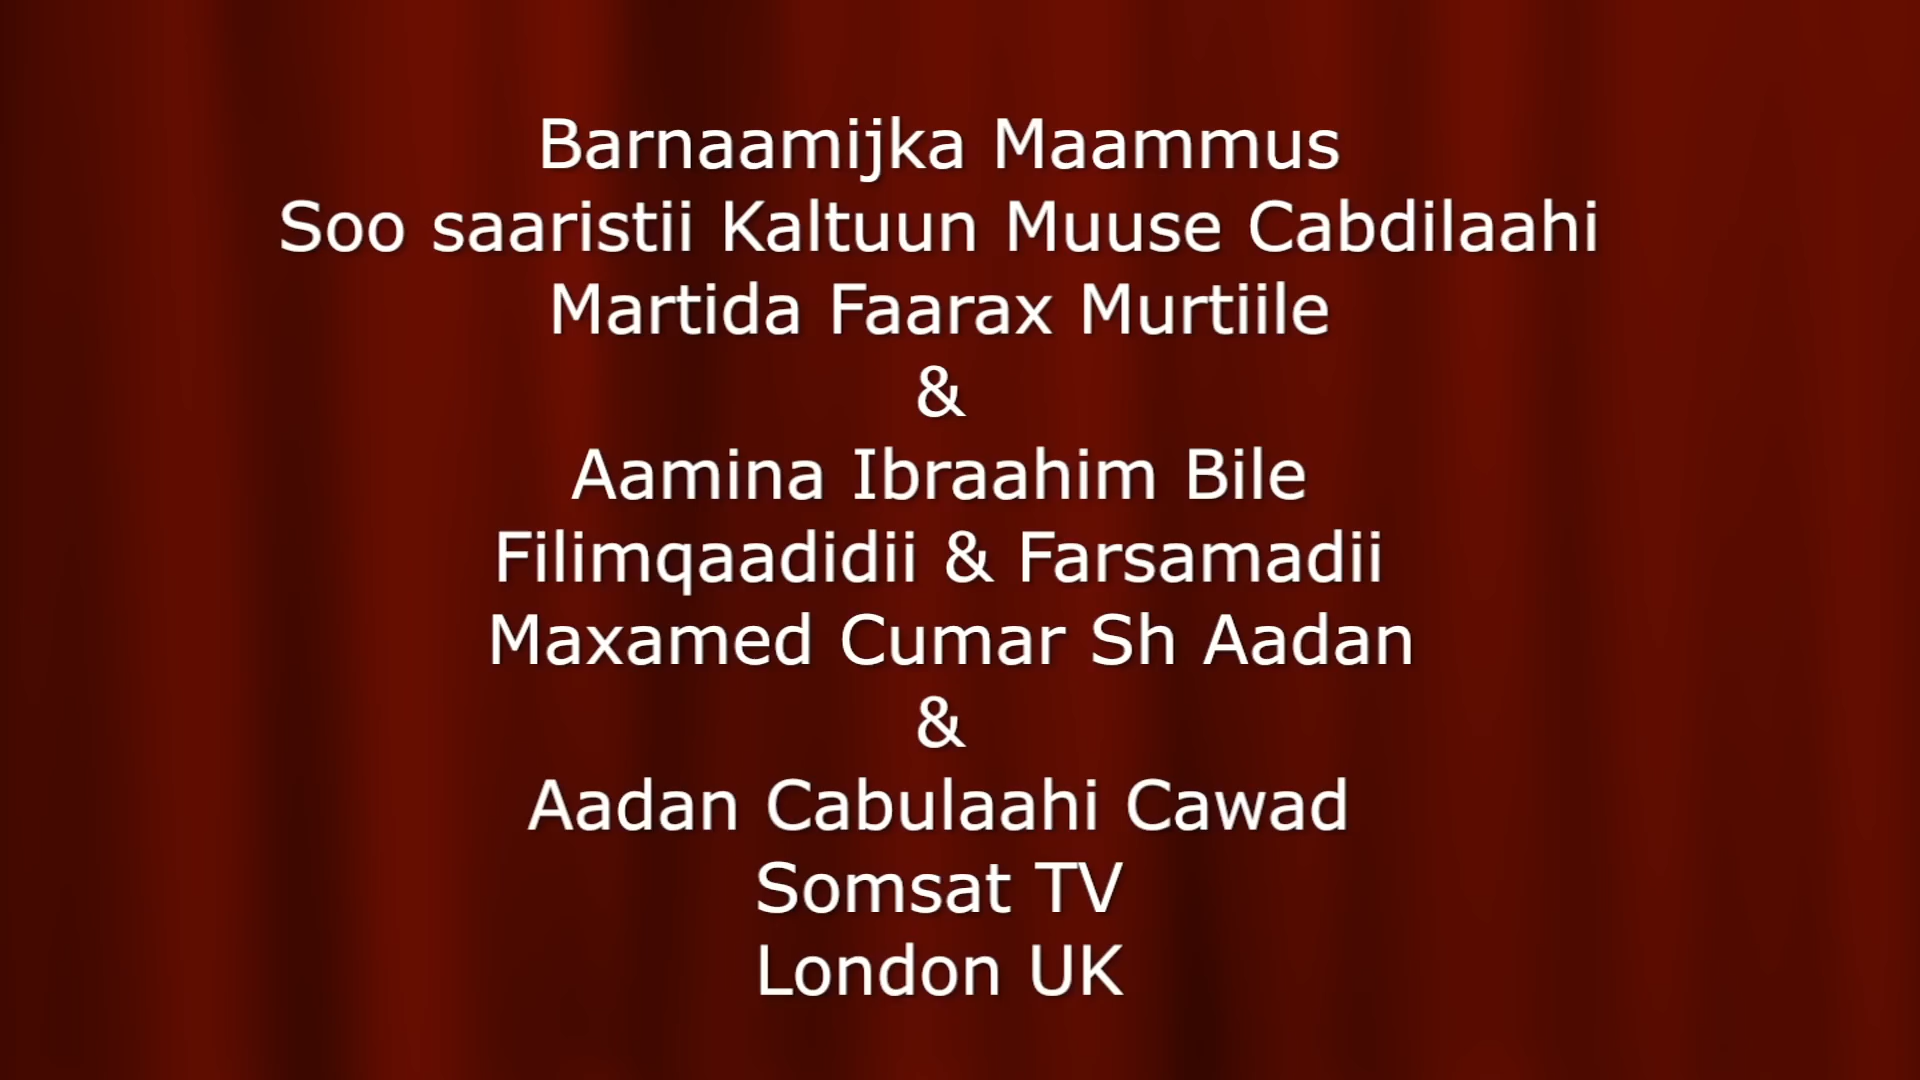 Barnaamijka Maammus
Soo saaristii Kaltuun Muuse Cabdilaahi
Martida Faarax Murtiile
&
Aamina Ibraahim Bile
Filimqaadidii & Farsamadii
Maxamed Cumar Sh Aadan
&
Aadan Cabulaahi Cawad
Somsat TV
London UK